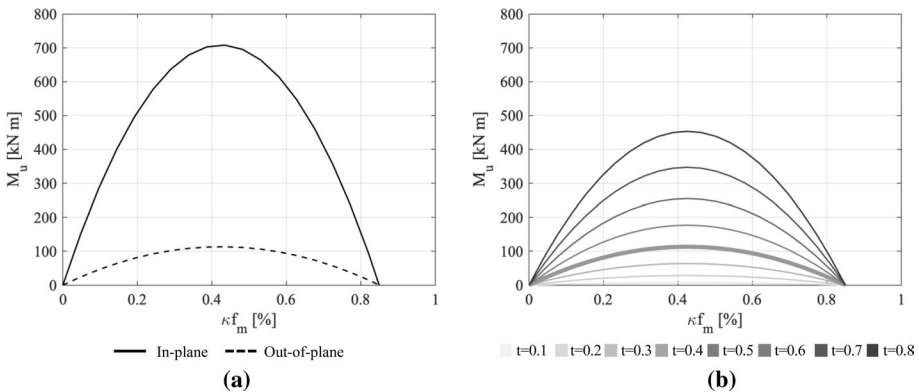 800
700
600
500
400
300
200
100
0
M_u [kN m]
0 0.2 0.4 0.6 0.8 1
κf_m [%]
In-plane Out-of-plane
(a)
800
700
600
500
400
300
200
100
0
M_u [kN m]
0 0.2 0.4 0.6 0.8 1
κf_m [%]
t=0.1 t=0.2 t=0.3 t=0.4 t=0.5 t=0.6 t=0.7 t=0.8
(b)